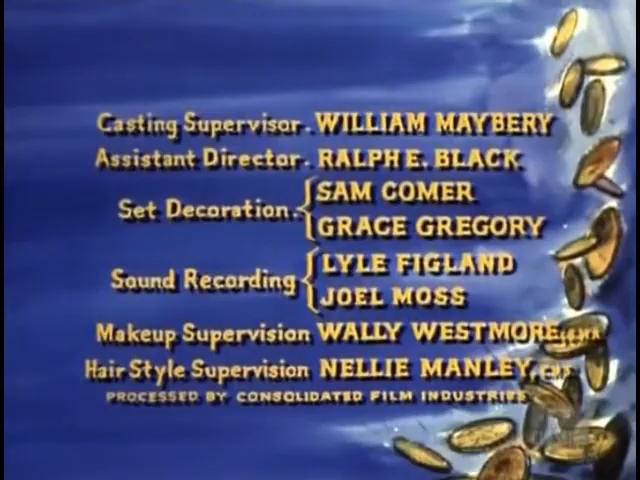 Casting Supervisor. WILLIAM MAYBERY
Assistant Director. RALPH E. BLACK
Set Decoration. SAM COMER
GRACE GREGORY
Sound Recording LYLE FIGLAND
JOEL MOSS
Makeup Supervision WALLY WESTMORE, S.M.A.
Hair Style Supervision NELLIE MANLEY, C.H.S.
PROCESSED BY CONSOLIDATED FILM INDUSTRIES